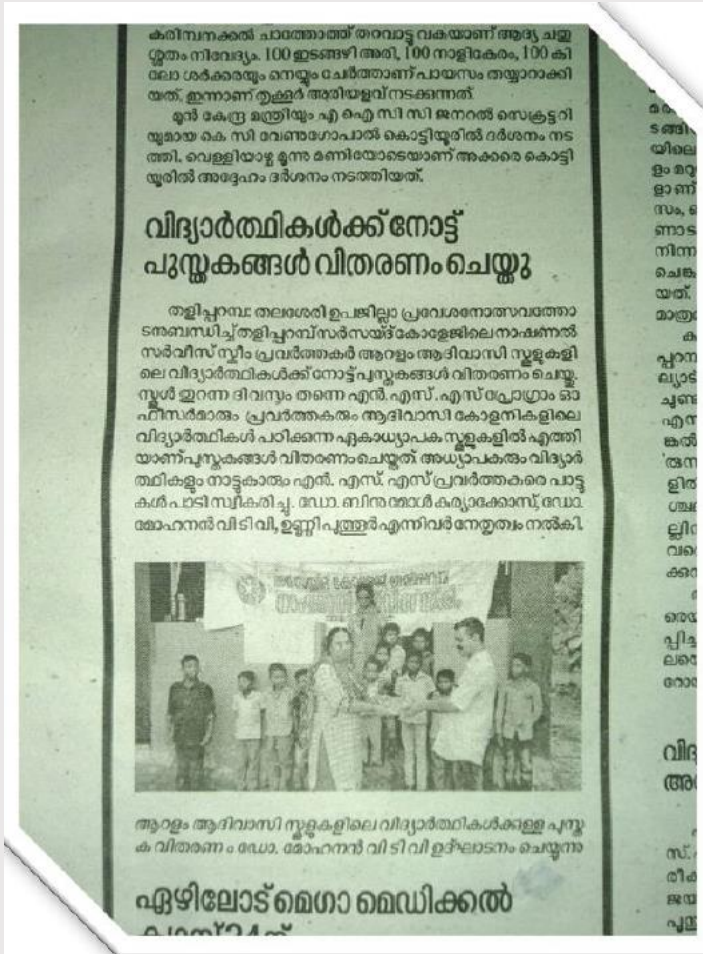 കരിമ്പനക്കൽ ചാത്തോത്ത് തറവാട്ടു വകയാണ് ആദ്യ ചതു
ശ്ശതം നിവേദ്യം. 100 ഇടങ്ങഴി അരി, 100 നാളികേരം, 100 കി
ലോ ശർക്കരയും നെയ്യും ചേർത്താണ് പായസം തയ്യാറാക്കി
യത്. ഇന്നാണ് തൃക്കൂർ അരിയളവ് നടക്കുന്നത്.
മുൻ കേന്ദ്ര മന്ത്രിയും എ ഐ സി സി ജനറൽ സെക്രട്ടറി
യുമായ കെ സി വേണുഗോപാൽ കൊട്ടിയൂരിൽ ദർശനം നട
ത്തി. വെള്ളിയാഴ്ച മൂന്നു മണിയോടെയാണ് അക്കരെ കൊട്ടി
യൂരിൽ അദ്ദേഹം ദർശനം നടത്തിയത്.
വിദ്യാർത്ഥികൾക്ക് നോട്ട്
പുസ്തകങ്ങൾ വിതരണം ചെയ്തു
തളിപ്പറമ്പ: തലശേരി ഉപജില്ലാ പ്രവേശനോത്സവത്തോ
ടനുബന്ധിച്ച് തളിപ്പറമ്പ് സർസയ്ദ് കോളേജിലെ നാഷണൽ
സർവീസ് സ്കീം പ്രവർത്തകർ ആറളം ആദിവാസി സ്കൂളുകളി
ലെ വിദ്യാർത്ഥികൾക്ക് നോട്ട് പുസ്തകങ്ങൾ വിതരണം ചെയ്തു.
സ്കൂൾ തുറന്ന ദിവസം തന്നെ എൻ.എസ്.എസ് പ്രോഗ്രാം ഓ
ഫീസർമാരും പ്രവർത്തകരും ആദിവാസി കോളനികളിലെ
വിദ്യാർത്ഥികൾ പഠിക്കുന്ന ഏകാധ്യാപക സ്കൂളുകളിൽ എത്തി
യാണ് പുസ്തകങ്ങൾ വിതരണം ചെയ്തത്. അധ്യാപകരും വിദ്യാർ
ത്ഥികളും നാട്ടുകാരും എൻ. എസ്. എസ് പ്രവർത്തകരെ പാട്ടു
കൾ പാടി സ്വീകരിച്ചു. ഡോ. ബിനുമോൾ കുര്യാക്കോസ്, ഡോ.
മോഹനൻ വി ടി വി, ഉണ്ണി പുത്തൂർ എന്നിവർ നേതൃത്വം നൽകി.
ആറളം ആദിവാസി സ്കൂളുകളിലെ വിദ്യാർത്ഥികൾക്കുള്ള പുസ്ത
ക വിതരണം ഡോ. മോഹനൻ വി ടി വി ഉദ്ഘാടനം ചെയ്യുന്നു
ഏഴിലോട് മെഗാ മെഡിക്കൽ